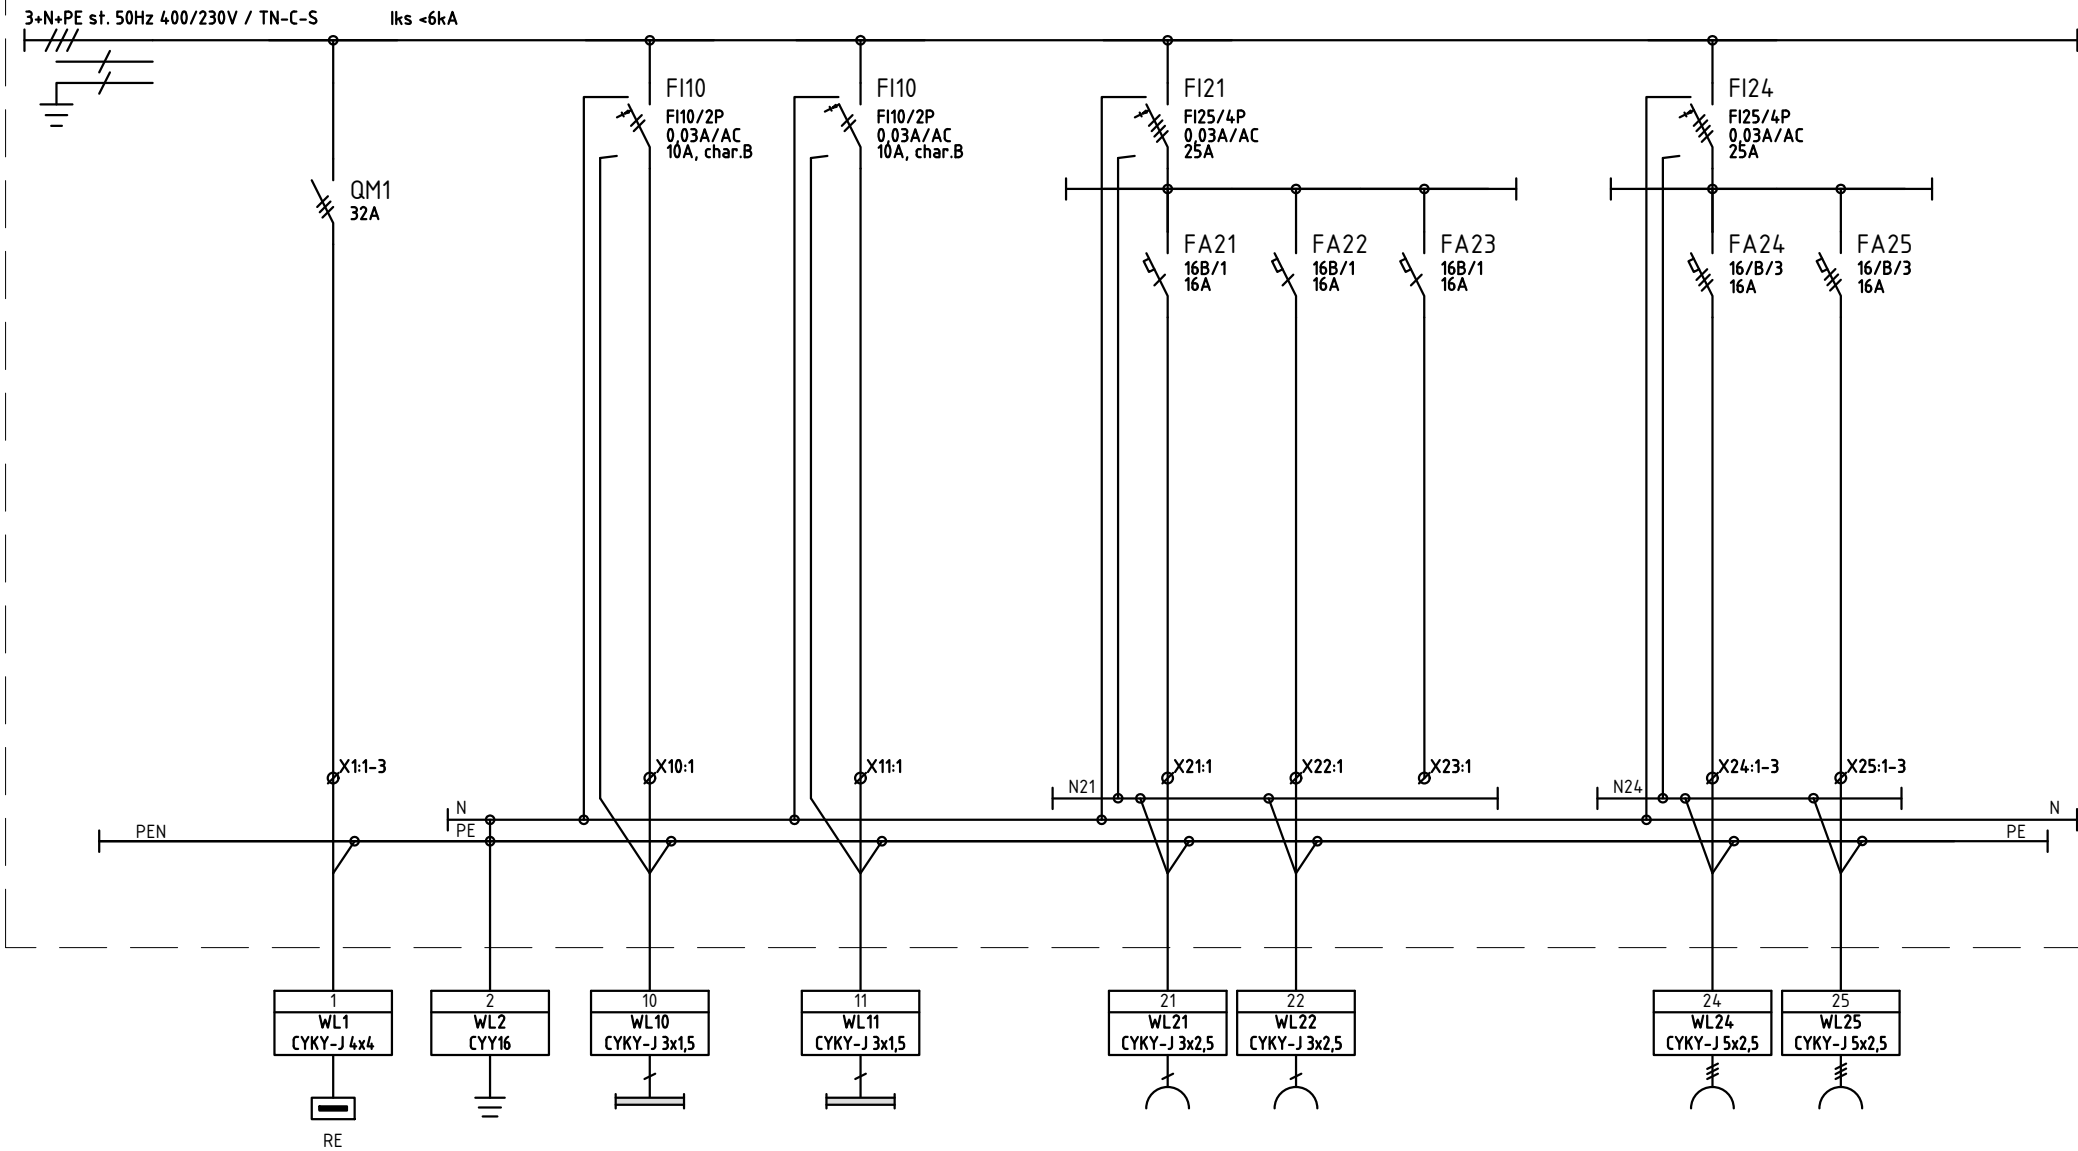 3+N+PE st. 50Hz 400/230V / TN-C-S
Iks <6kA
QM1
32A
FI10
FI10/2P
0,03A/AC
10A, char.B
FI10
FI10/2P
0,03A/AC
10A, char.B
FI21
FI25/4P
0,03A/AC
25A
FI24
FI25/4P
0,03A/AC
25A
FA21
16B/1
16A
FA22
16B/1
16A
FA23
16B/1
16A
FA24
16/B/3
16A
FA25
16/B/3
16A
X1:1-3
X10:1
X11:1
X21:1
X22:1
X23:1
X24:1-3
X25:1-3
N21
N24
N
N
PEN
PE
PE
1
WL1
CYKY-J 4x4
2
WL2
CYY16
10
WL10
CYKY-J 3x1,5
11
WL11
CYKY-J 3x1,5
21
WL21
CYKY-J 3x2,5
22
WL22
CYKY-J 3x2,5
24
WL24
CYKY-J 5x2,5
25
WL25
CYKY-J 5x2,5
RE